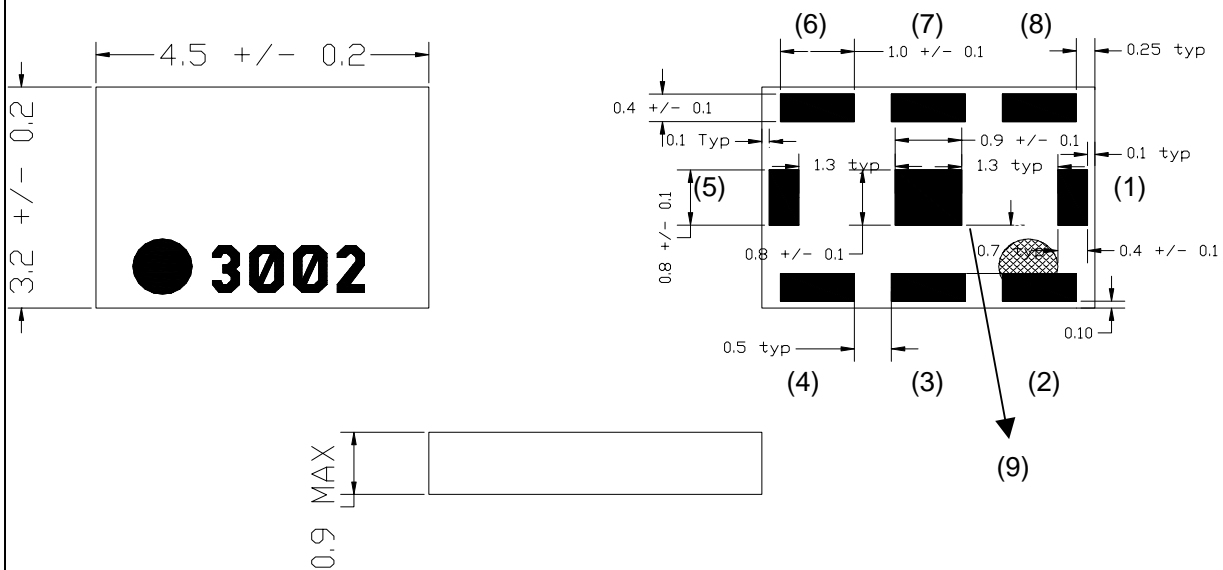 4.5 +/- 0.2
3.2 +/- 0.2
3002
0.9 MAX
(6)
(7)
(8)
1.0 +/- 0.1
0.25 typ
0.4 +/- 0.1
0.1 Typ
0.9 +/- 0.1
0.1 typ
1.3 typ
1.3 typ
(5)
(1)
0.8 +/- 0.1
0.8 +/- 0.1
0.7 typ
0.4 +/- 0.1
0.10
0.5 typ
(4)
(3)
(2)
(9)